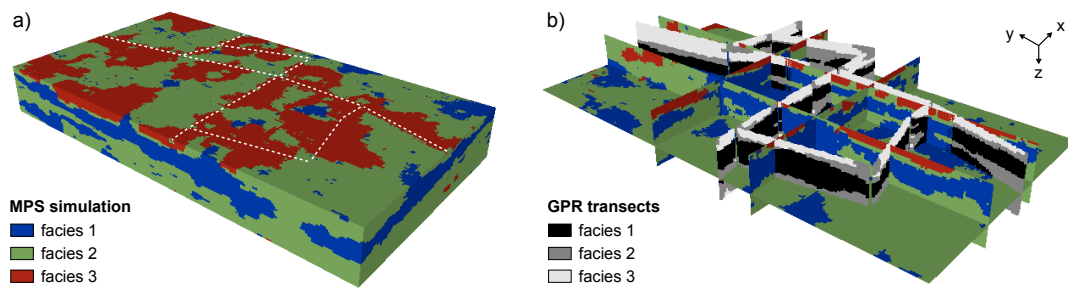 a)
MPS simulation
facies 1
facies 2
facies 3
b)
x
y
z
GPR transects
facies 1
facies 2
facies 3